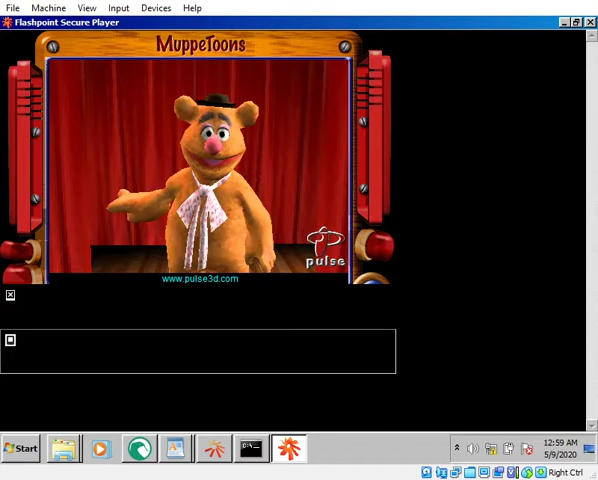 File Machine View Input Devices Help
Flashpoint Secure Player
MuppeToons
pulse
www.pulse3d.com
Start
C:\
12:59 AM
5/9/2020
Right Ctrl